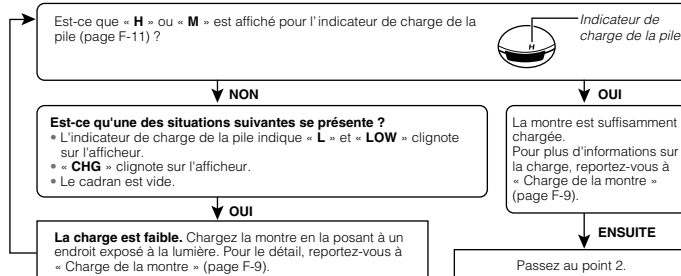 Est-ce que « H » ou « M » est affiché pour l'indicateur de charge de la
pile (page F-11) ?
H
Indicateur de
charge de la pile
NON
OUI
Est-ce qu'une des situations suivantes se présente ?
• L'indicateur de charge de la pile indique « L » et « LOW » clignote
sur l'afficheur.
• « CHG » clignote sur l'afficheur.
• Le cadran est vide.
La montre est suffisamment
chargée.
Pour plus d'informations sur
la charge, reportez-vous à
« Charge de la montre »
(page F-9).
OUI
ENSUITE
La charge est faible. Chargez la montre en la posant à un
endroit exposé à la lumière. Pour le détail, reportez-vous à
« Charge de la montre » (page F-9).
Passez au point 2.